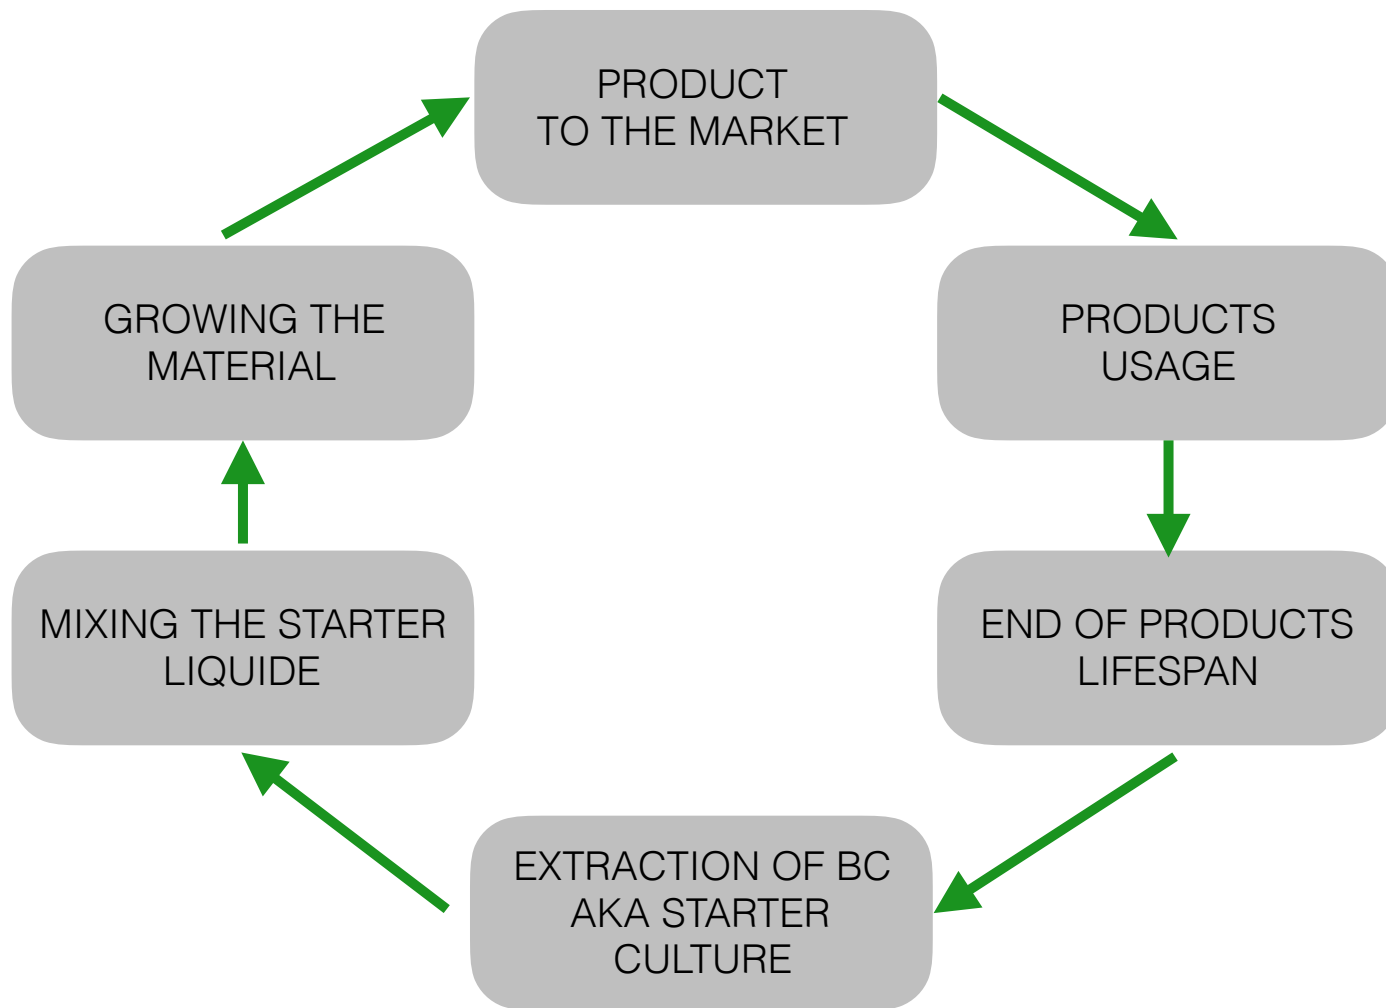 PRODUCT
TO THE MARKET
PRODUCTS
USAGE
END OF PRODUCTS
LIFESPAN
EXTRACTION OF BC
AKA STARTER
CULTURE
MIXING THE STARTER
LIQUIDE
GROWING THE
MATERIAL